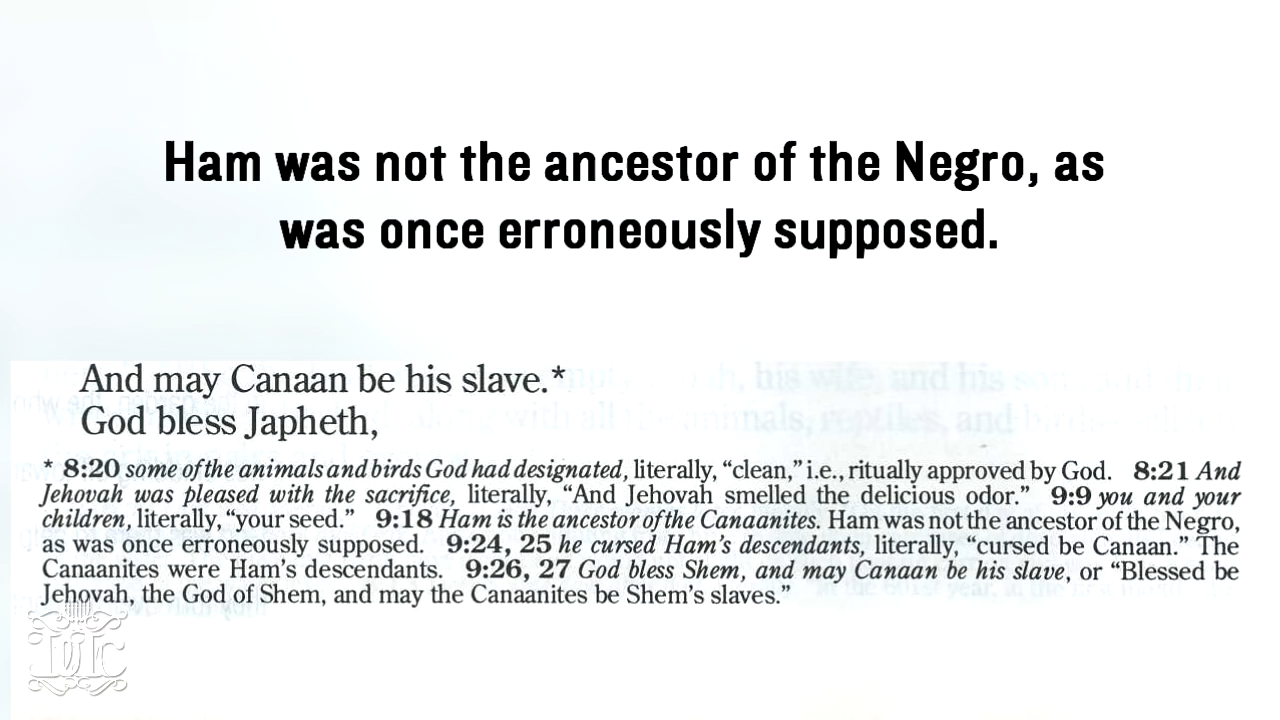 Ham was not the ancestor of the Negro, as
was once erroneously supposed.
And may Canaan be his slave.*
God bless Japheth,
* 8:20 some of the animals and birds God had designated, literally, “clean,” i.e., ritually approved by God. 8:21 And
Jehovah was pleased with the sacrifice, literally, “And Jehovah smelled the delicious odor.” 9:9 you and your
children, literally, “your seed.” 9:18 Ham is the ancestor of the Canaanites. Ham was not the ancestor of the Negro,
as was once erroneously supposed. 9:24, 25 he cursed Ham’s descendants, literally, “cursed be Canaan.” The
Canaanites were Ham’s descendants. 9:26, 27 God bless Shem, and may Canaan be his slave, or “Blessed be
Jehovah, the God of Shem, and may the Canaanites be Shem’s slaves.”